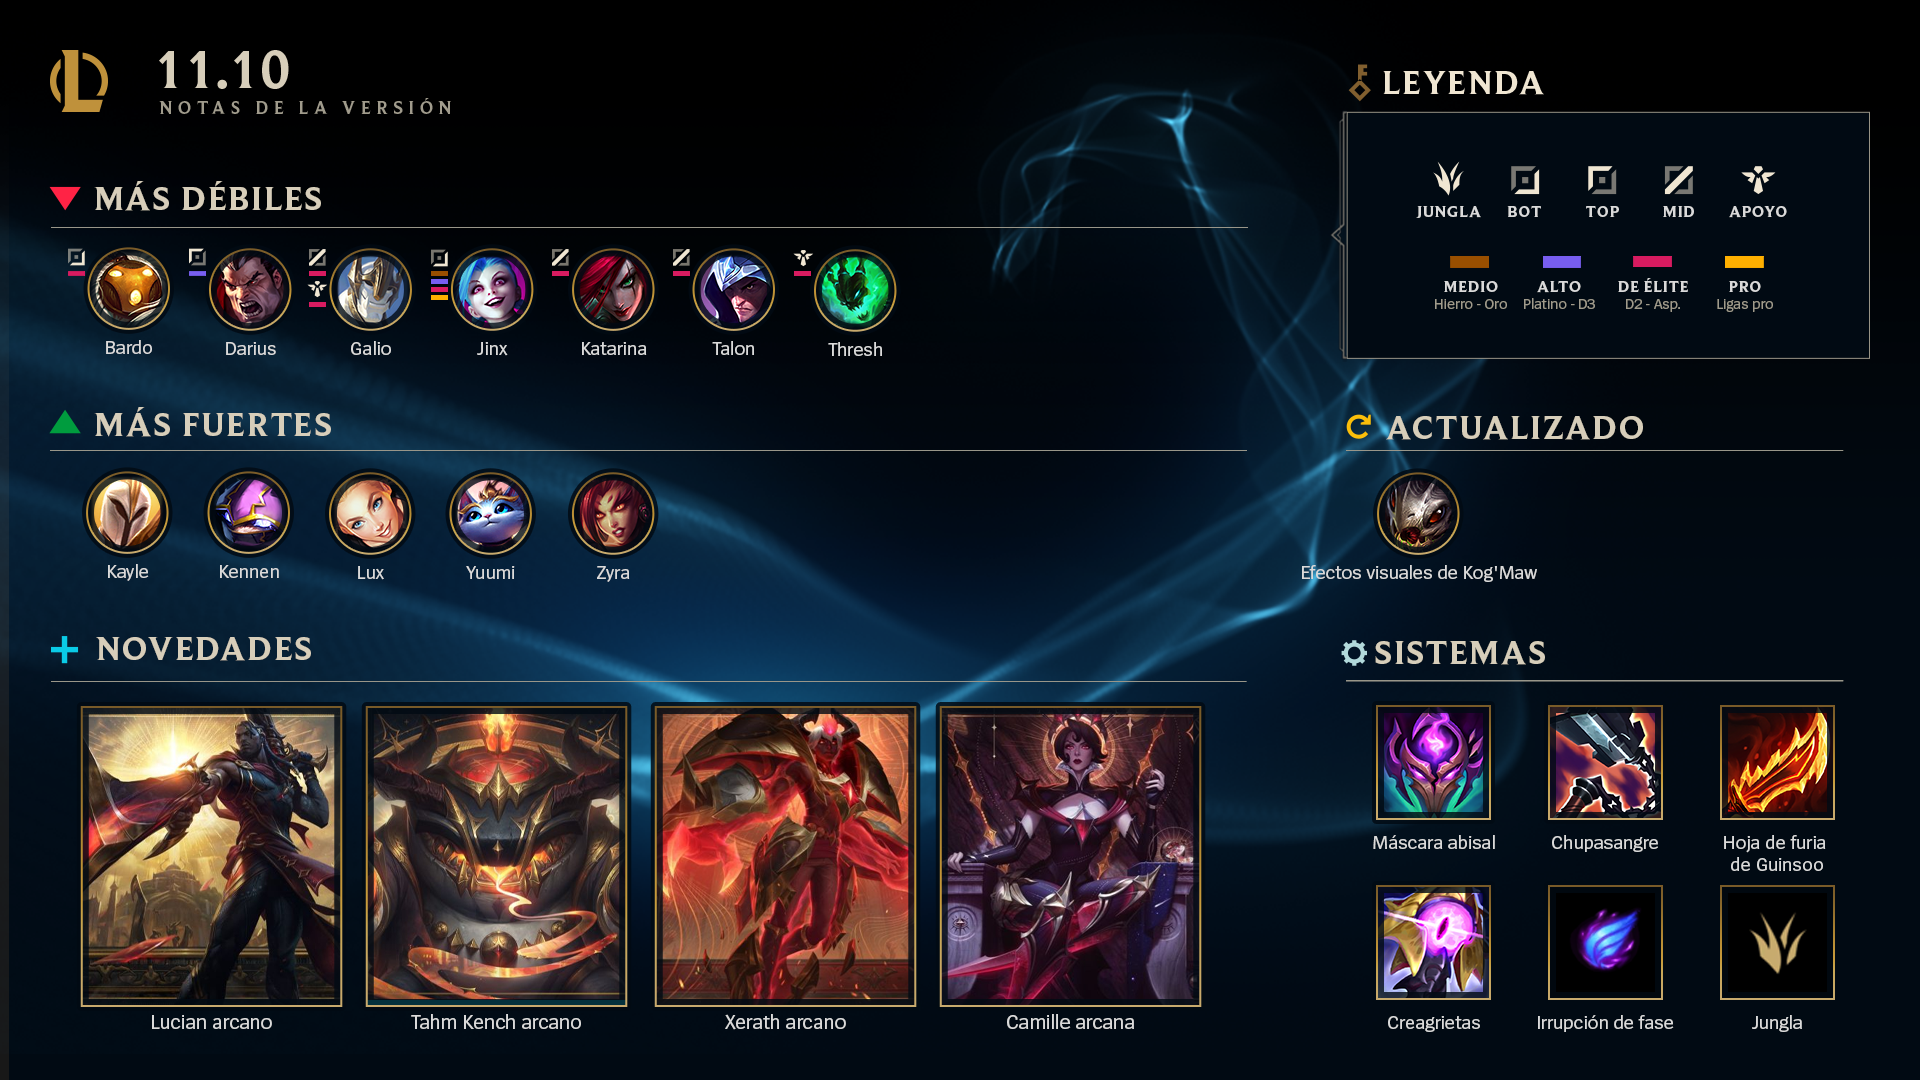 11.10
NOTAS DE LA VERSIÓN
MÁS DÉBILES
Bardo
Darius
Galio
Jinx
Katarina
Talon
Thresh
MÁS FUERTES
Kayle
Kennen
Lux
Yuumi
Zyra
NOVEDADES
Lucian arcano
Tahm Kench arcano
Xerath arcano
Camille arcana
LEYENDA
JUNGLA
BOT
TOP
MID
APOYO
MEDIO
Hierro - Oro
ALTO
Platino - D3
DE ÉLITE
D2 - Asp.
PRO
Ligas pro
ACTUALIZADO
Efectos visuales de Kog'Maw
SISTEMAS
Máscara abisal
Chupasangre
Hoja de furia
de Guinsoo
Creagrietas
Irrupción de fase
Jungla